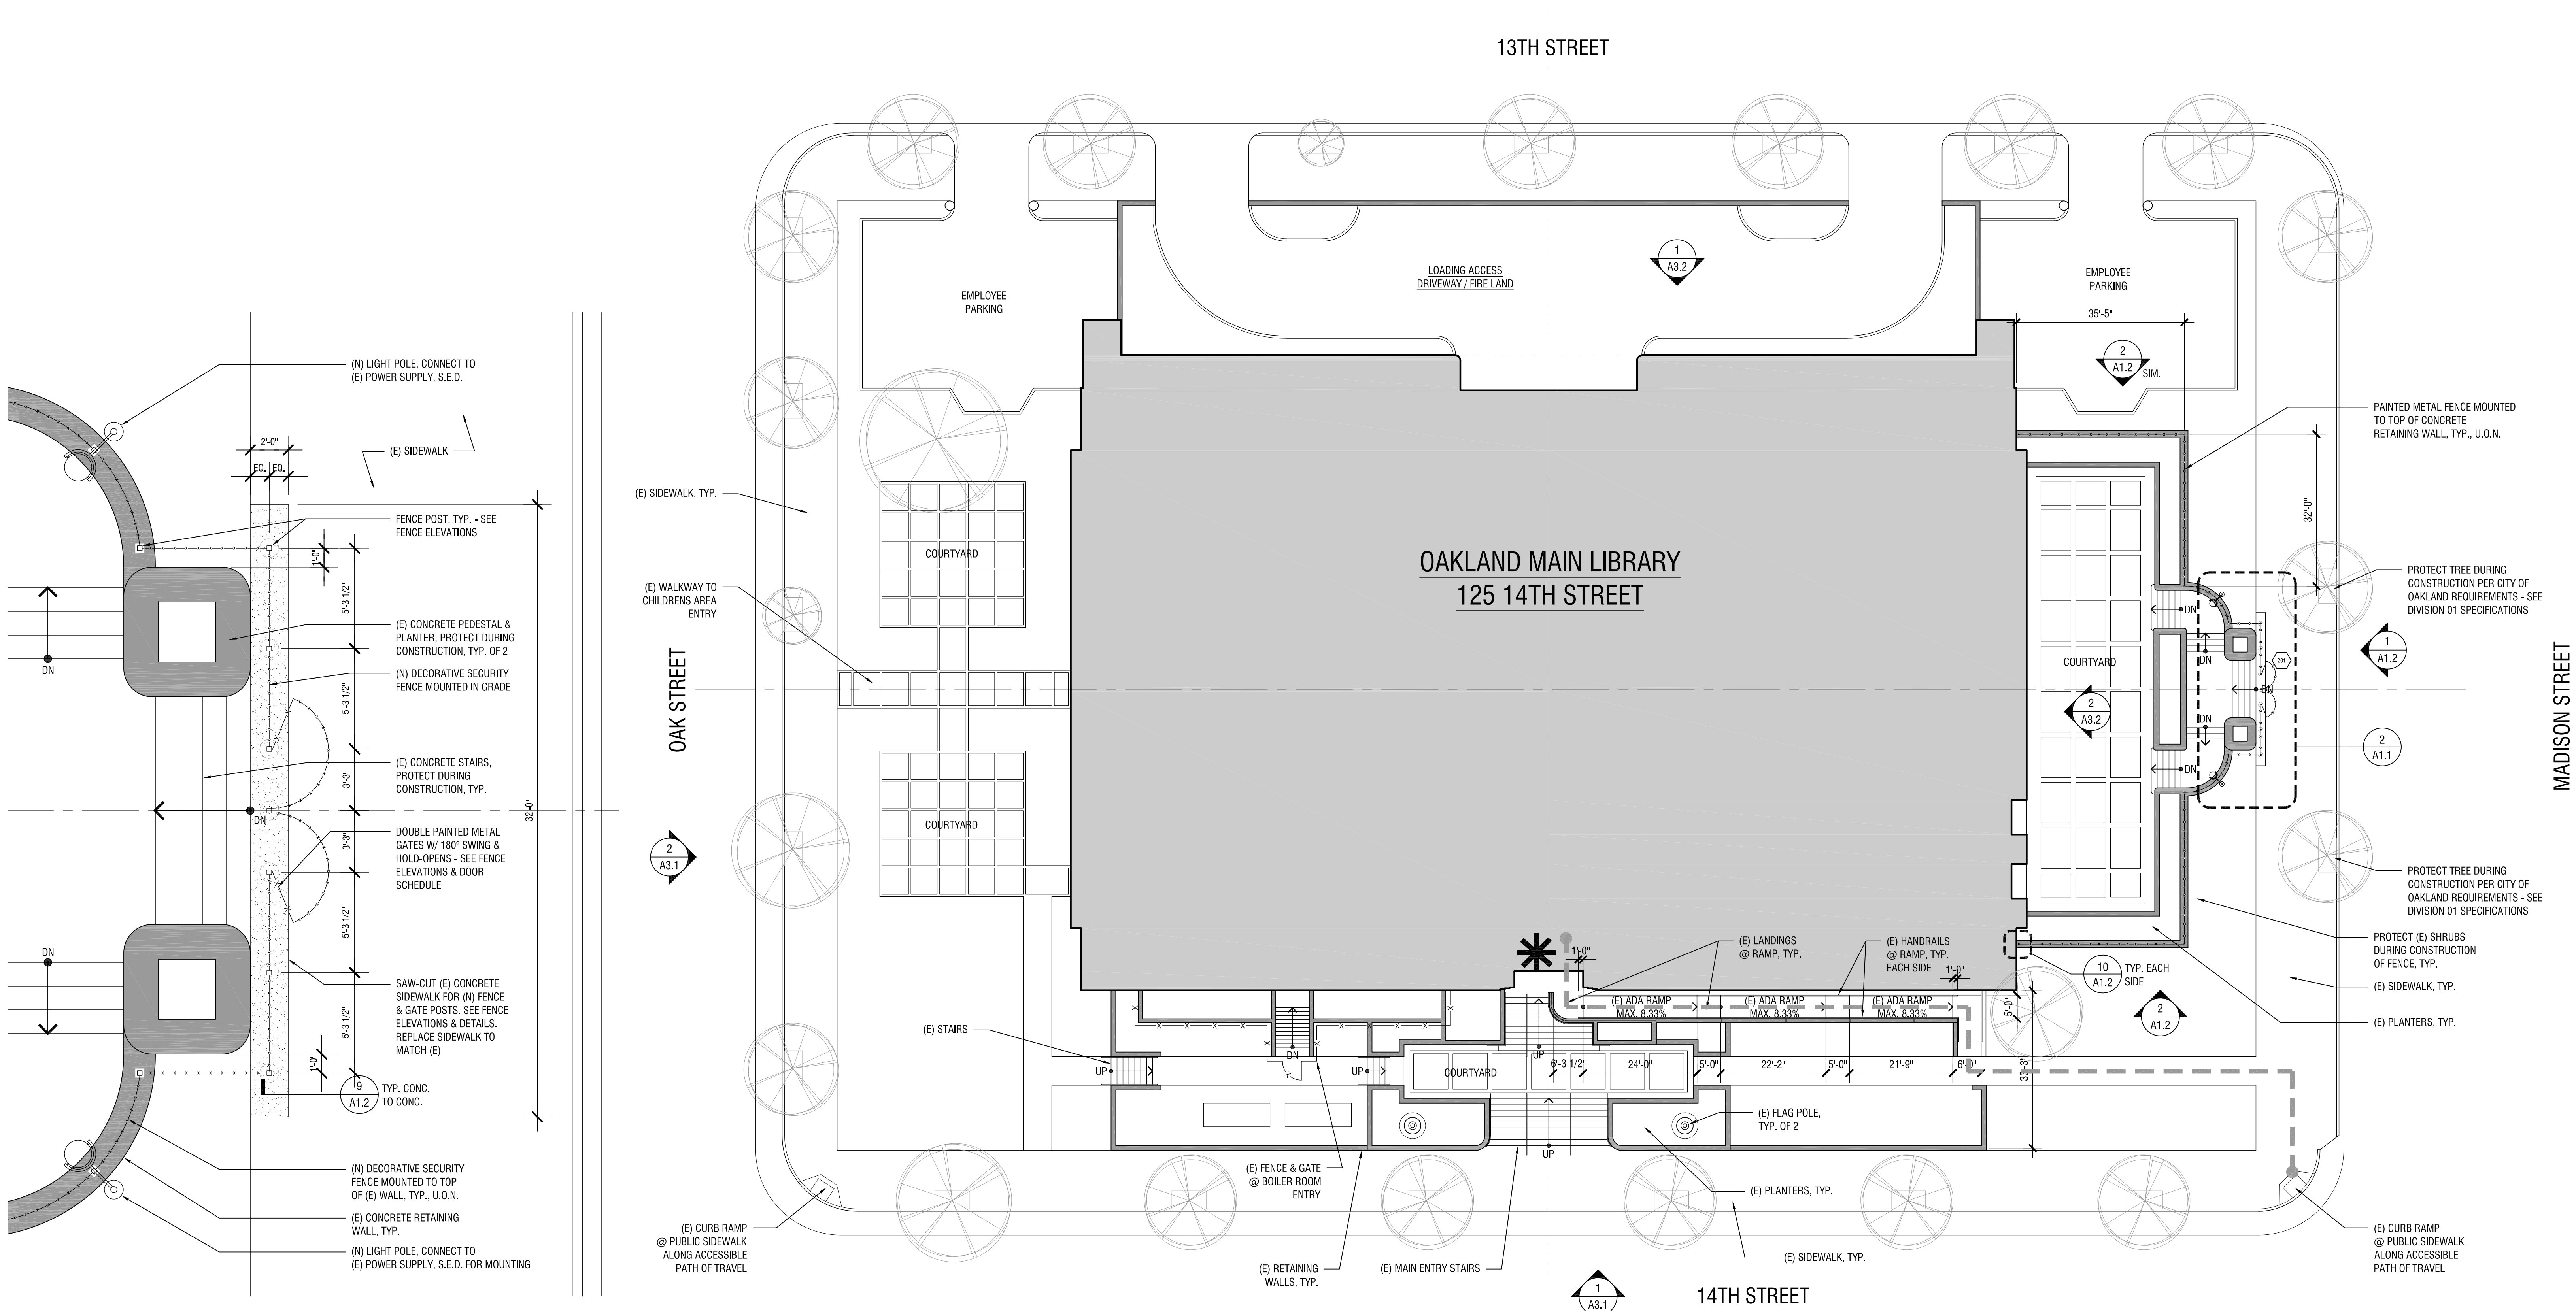 (N) LIGHT POLE, CONNECT TO
(E) POWER SUPPLY, S.E.D.
2'-0"
(E) SIDEWALK
EQ. EQ.
FENCE POST, TYP. - SEE
FENCE ELEVATIONS
1'-0"
5'-3 1/2"
(E) CONCRETE PEDESTAL &
PLANTER, PROTECT DURING
CONSTRUCTION, TYP. OF 2
DN
(N) DECORATIVE SECURITY
FENCE MOUNTED IN GRADE
5'-3 1/2"
(E) CONCRETE STAIRS,
PROTECT DURING
CONSTRUCTION, TYP.
3'-3"
32'-0"
DN
DOUBLE PAINTED METAL
GATES W/ 180° SWING &
HOLD-OPENS - SEE FENCE
ELEVATIONS & DOOR
SCHEDULE
3'-3"
5'-3 1/2"
DN
SAW-CUT (E) CONCRETE
SIDEWALK FOR (N) FENCE
& GATE POSTS. SEE FENCE
ELEVATIONS & DETAILS.
REPLACE SIDEWALK TO
MATCH (E)
5'-3 1/2"
1'-0"
9
A1.2
TYP. CONC.
TO CONC.
(N) DECORATIVE SECURITY
FENCE MOUNTED TO TOP
OF (E) WALL, TYP., U.O.N.
(E) CONCRETE RETAINING
WALL, TYP.
(N) LIGHT POLE, CONNECT TO
(E) POWER SUPPLY, S.E.D. FOR MOUNTING
13TH STREET
1
A3.2
LOADING ACCESS
DRIVEWAY / FIRE LAND
EMPLOYEE
PARKING
EMPLOYEE
PARKING
35'-5"
2
A1.2
SIM.
PAINTED METAL FENCE MOUNTED
TO TOP OF CONCRETE
RETAINING WALL, TYP., U.O.N.
(E) SIDEWALK, TYP.
32'-0"
COURTYARD
OAKLAND MAIN LIBRARY
125 14TH STREET
(E) WALKWAY TO
CHILDRENS AREA
ENTRY
PROTECT TREE DURING
CONSTRUCTION PER CITY OF
OAKLAND REQUIREMENTS - SEE
DIVISION 01 SPECIFICATIONS
DN
DN
1
A1.2
COURTYARD
201
OAK STREET
DN
2
A3.2
DN
MADISON STREET
2
A1.1
DN
COURTYARD
2
A3.1
PROTECT TREE DURING
CONSTRUCTION PER CITY OF
OAKLAND REQUIREMENTS - SEE
DIVISION 01 SPECIFICATIONS
1'-0"
(E) LANDINGS
@ RAMP, TYP.
(E) HANDRAILS
@ RAMP, TYP.
EACH SIDE
1'-0"
PROTECT (E) SHRUBS
DURING CONSTRUCTION
OF FENCE, TYP.
10
A1.2
TYP. EACH
SIDE
(E) SIDEWALK, TYP.
(E) ADA RAMP
MAX. 8.33%
(E) ADA RAMP
MAX. 8.33%
(E) ADA RAMP
MAX. 8.33%
5'-0"
2
A1.2
(E) PLANTERS, TYP.
(E) STAIRS
DN
UP
UP
UP
COURTYARD
6'-3 1/2"
24'-0"
5'-0"
22'-2"
5'-0"
21'-9"
6'-0"
33'-3"
(E) FLAG POLE,
TYP. OF 2
UP
(E) FENCE & GATE
@ BOILER ROOM
ENTRY
(E) PLANTERS, TYP.
(E) CURB RAMP
@ PUBLIC SIDEWALK
ALONG ACCESSIBLE
PATH OF TRAVEL
(E) RETAINING
WALLS, TYP.
(E) MAIN ENTRY STAIRS
(E) SIDEWALK, TYP.
(E) CURB RAMP
@ PUBLIC SIDEWALK
ALONG ACCESSIBLE
PATH OF TRAVEL
1
A3.1
14TH STREET